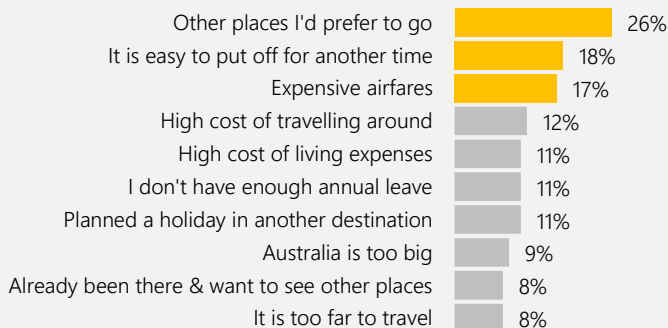 Other places I'd prefer to go 26%
It is easy to put off for another time 18%
Expensive airfares 17%
High cost of travelling around 12%
High cost of living expenses 11%
I don't have enough annual leave 11%
Planned a holiday in another destination 11%
Australia is too big 9%
Already been there & want to see other places 8%
It is too far to travel 8%